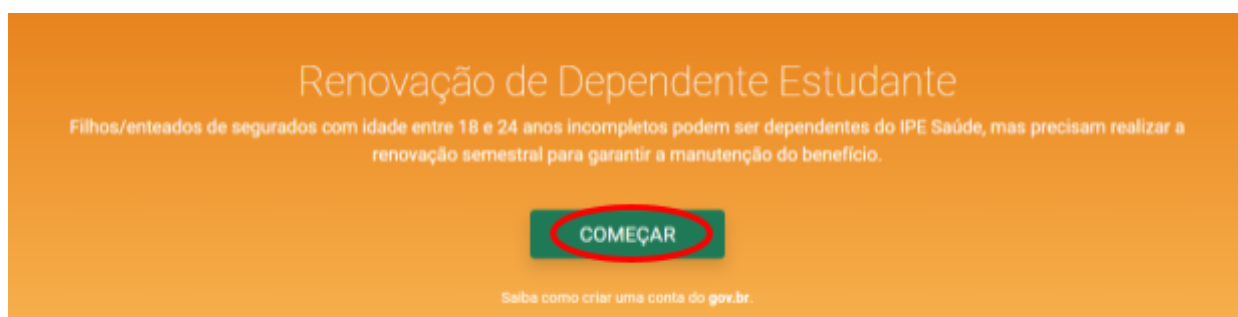 Renovação de Dependente Estudante
Filhos/enteados de segurados com idade entre 18 e 24 anos incompletos podem ser dependentes do IPE Saúde, mas precisam realizar a
renovação semestral para garantir a manutenção do benefício.
COMEÇAR
Saiba como criar uma conta do gov.br.